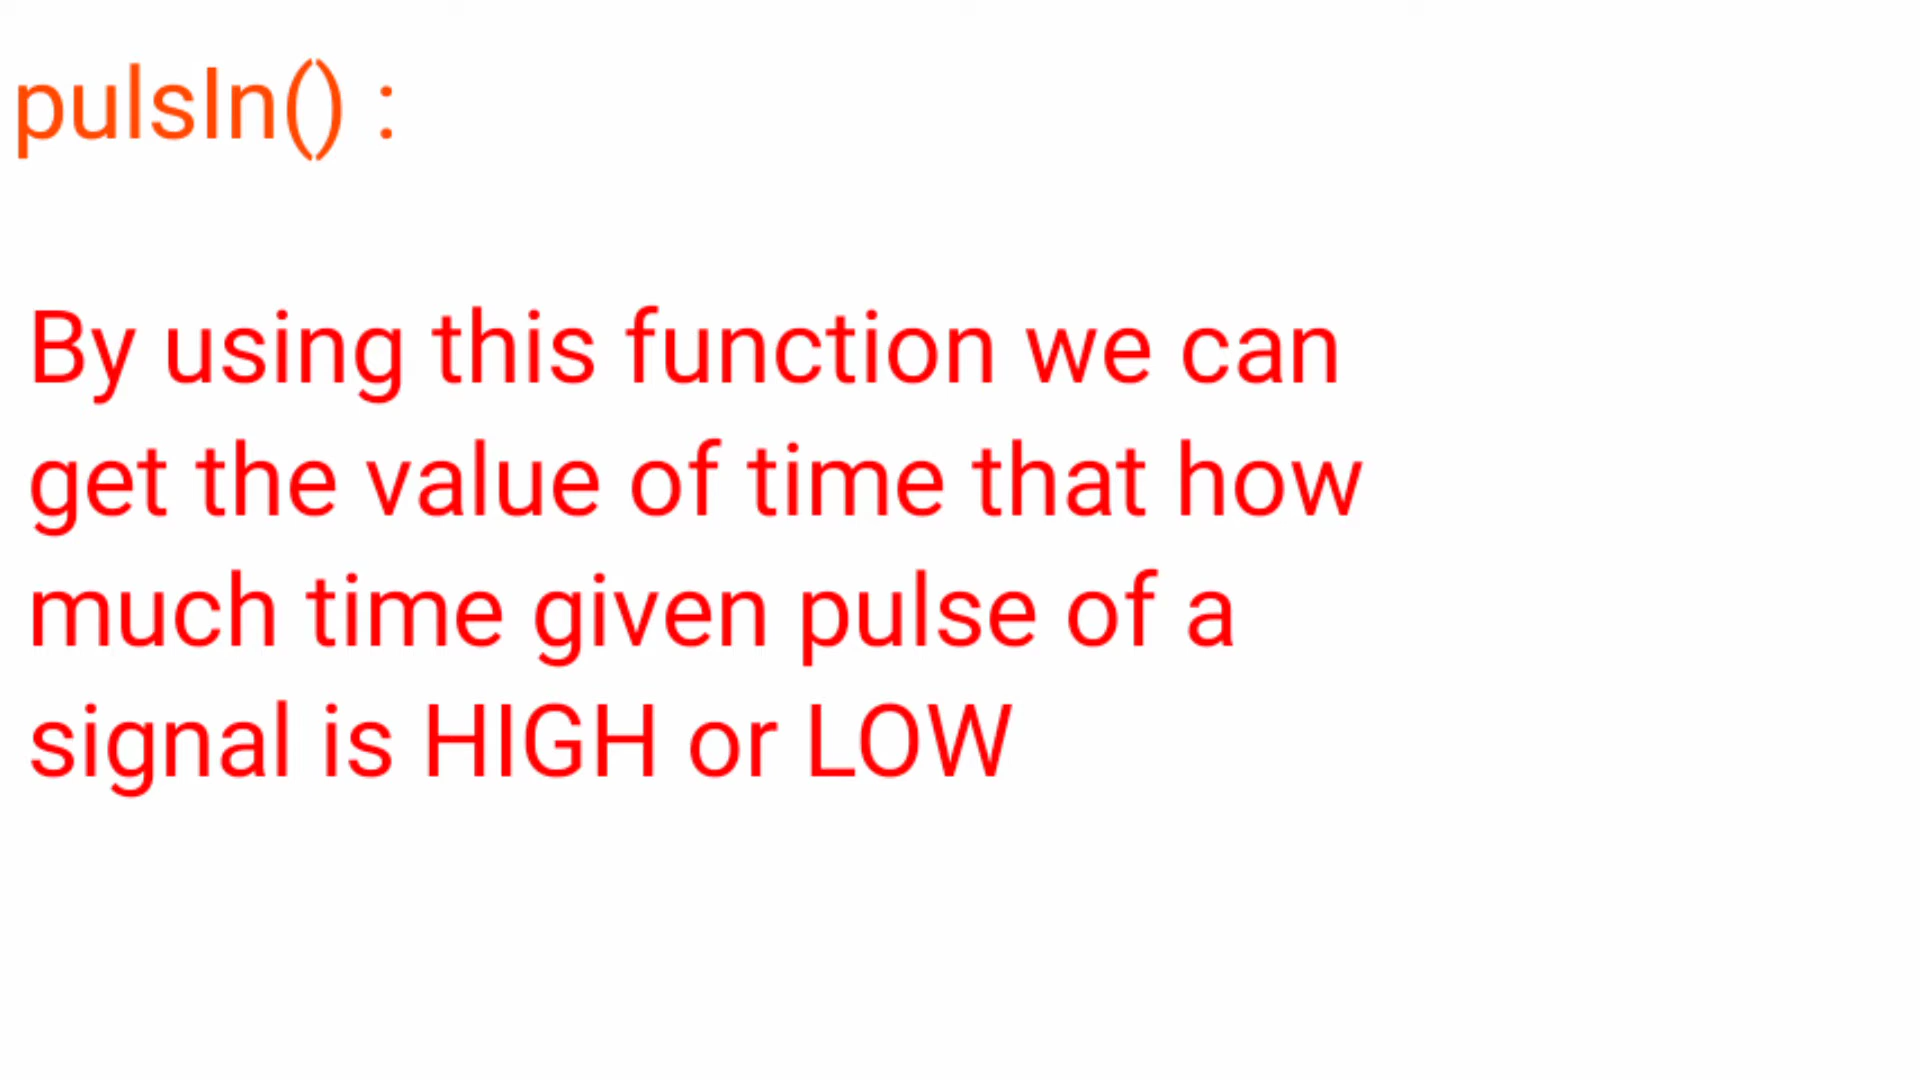 pulsIn() :
By using this function we can
get the value of time that how
much time given pulse of a
signal is HIGH or LOW